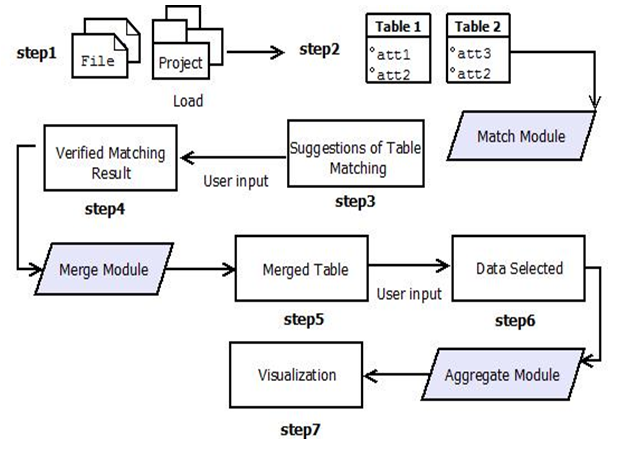 step1
File
Project
Load
step2
Table 1
att1
att2
Table 2
att3
att2
Match Module
Suggestions of Table
Matching
step3
User input
Verified Matching
Result
step4
Merge Module
Merged Table
step5
User input
Data Selected
step6
Aggregate Module
Visualization
step7